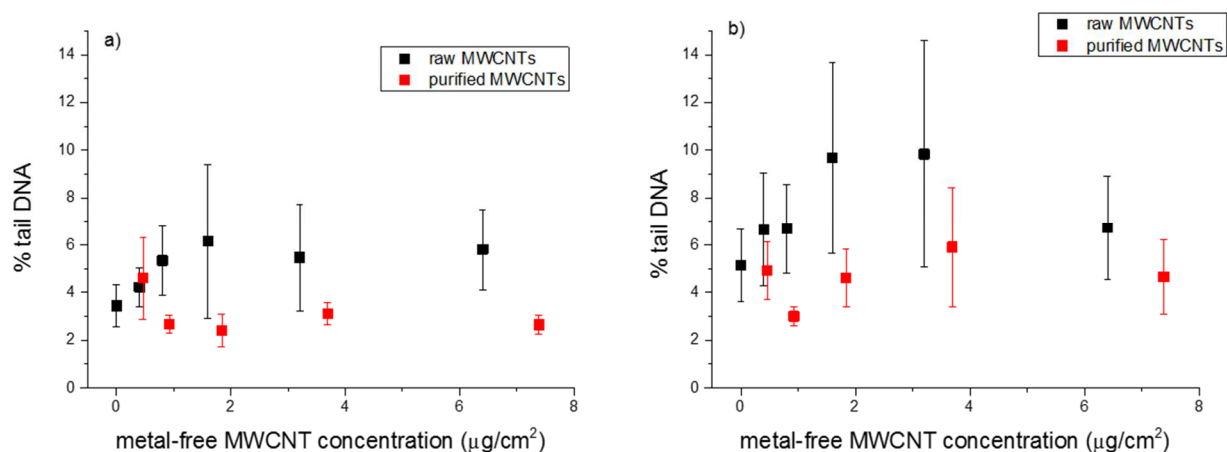 a)
raw MWCNTs
purified MWCNTs
14
12
10
8
6
4
2
0
% tail DNA
0 2 4 6 8
metal-free MWCNT concentration (μg/cm²)
b)
raw MWCNTs
purified MWCNTs
14
12
10
8
6
4
2
0
% tail DNA
0 2 4 6 8
metal-free MWCNT concentration (μg/cm²)